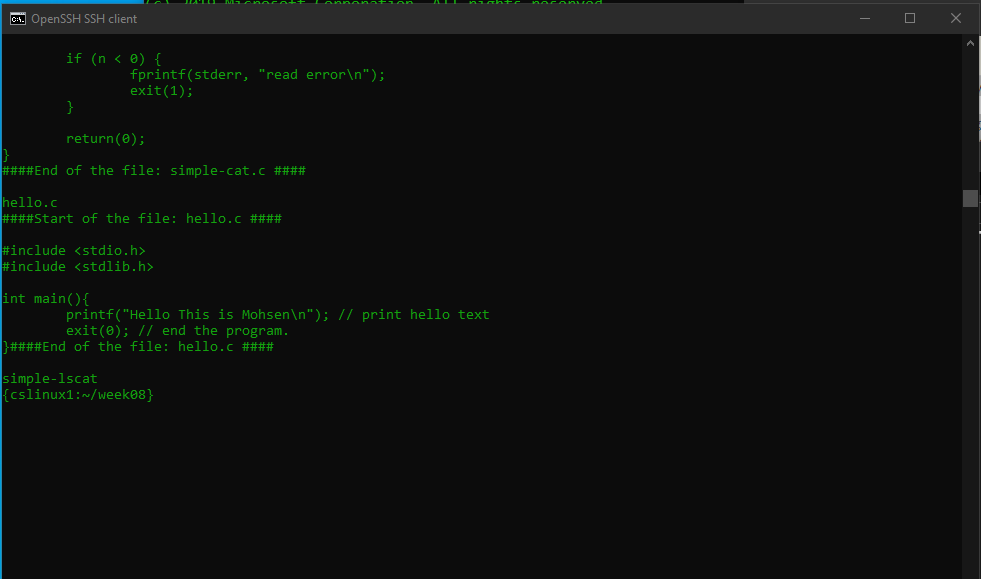 (c) 2019 Microsoft Corporation. All rights reserved
OpenSSH SSH client
if (n < 0) {
fprintf(stderr, "read error\n");
exit(1);
}
return(0);
}
####End of the file: simple-cat.c ####
hello.c
####Start of the file: hello.c ####
#include <stdio.h>
#include <stdlib.h>
int main(){
printf("Hello This is Mohsen\n"); // print hello text
exit(0); // end the program.
}####End of the file: hello.c ####
simple-lscat
{cslinux1:~/week08}